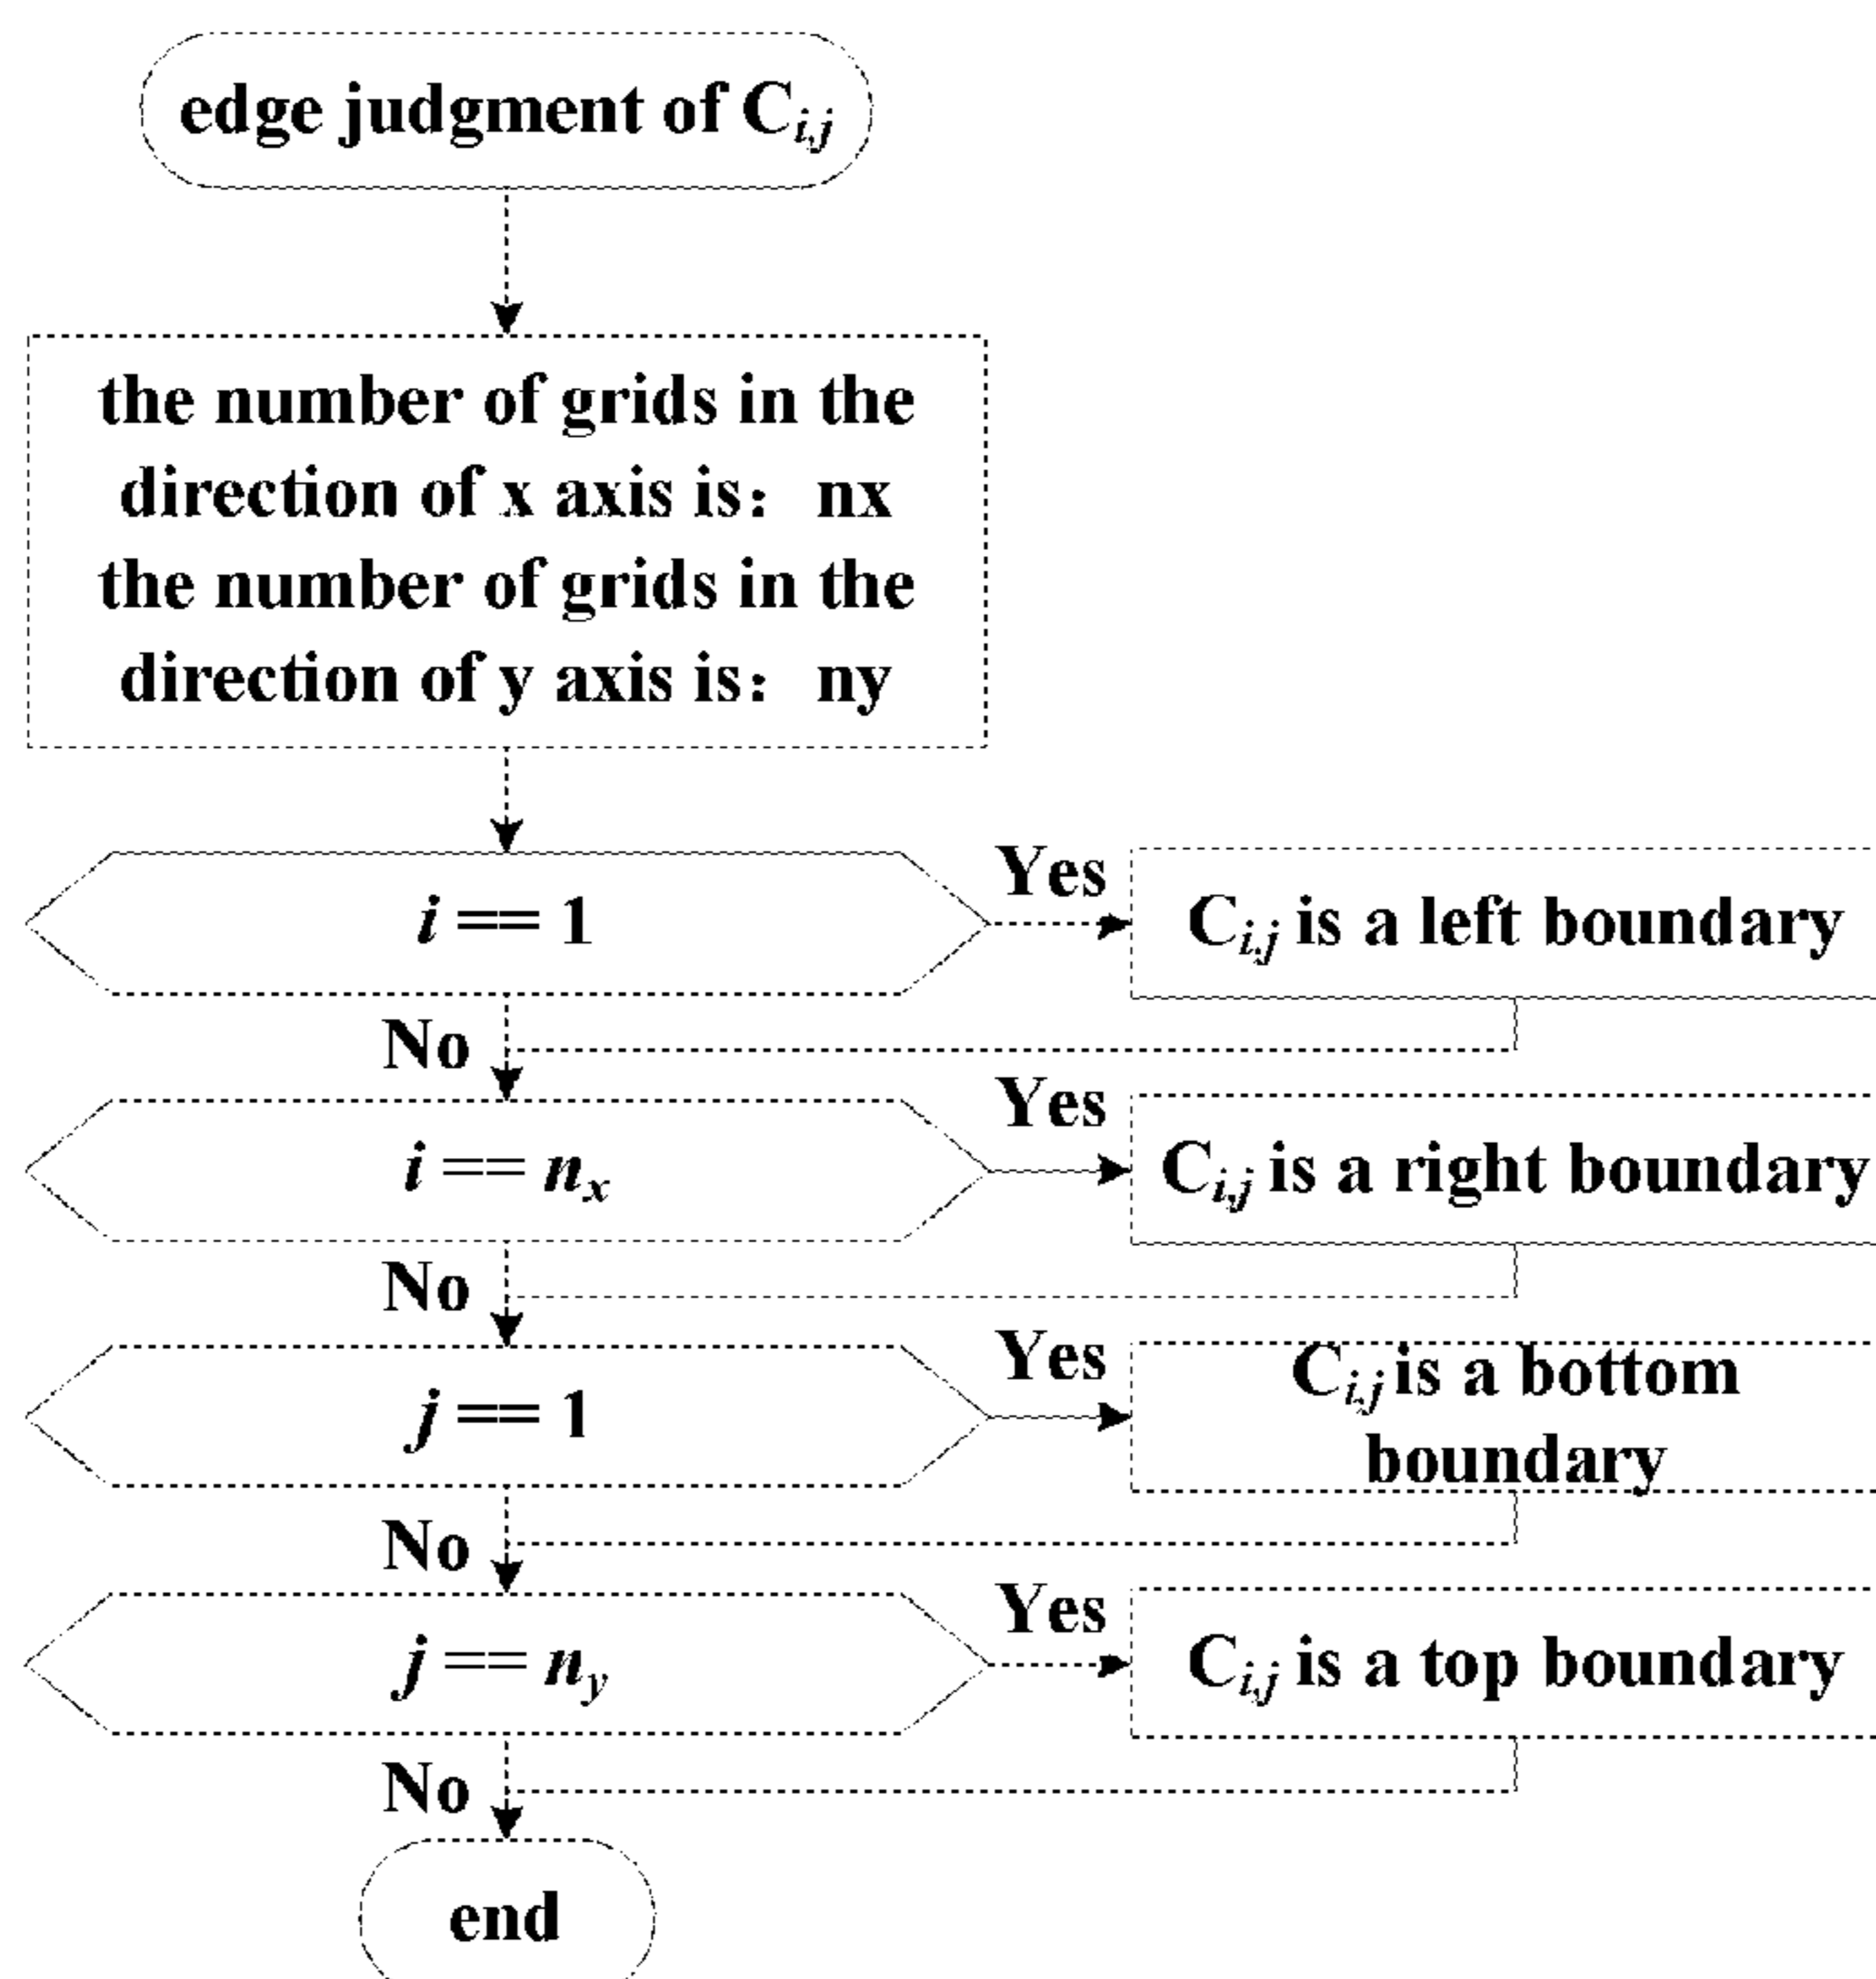 edge judgment of Ci,j
the number of grids in the
direction of x axis is： nx
the number of grids in the
direction of y axis is： ny
i == 1
Yes
Ci,j is a left boundary
No
i == nx
Yes
Ci,j is a right boundary
No
j == 1
Yes
Ci,j is a bottom
boundary
No
j == ny
Yes
Ci,j is a top boundary
No
end